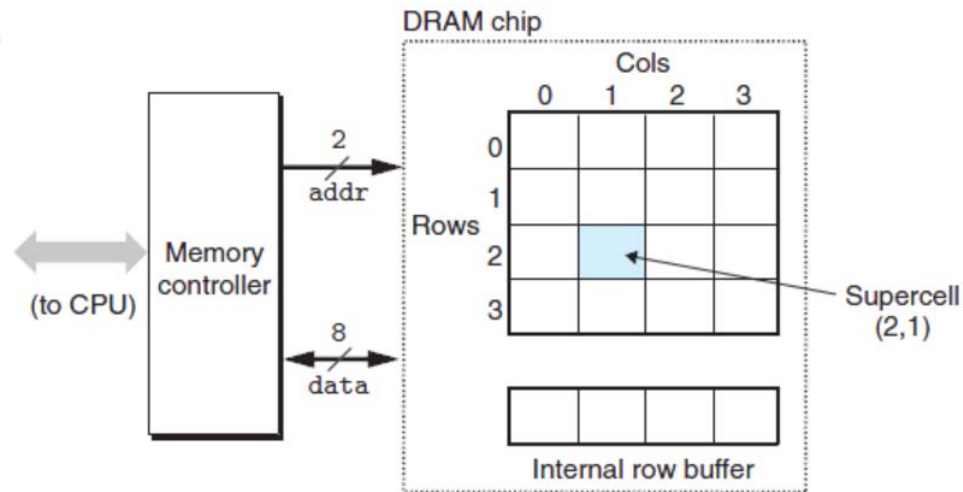 DRAM chip
Cols
0 1 2 3
0
1
Rows
2
3
2
addr
Memory
controller
(to CPU)
8
data
Supercell
(2,1)
Internal row buffer